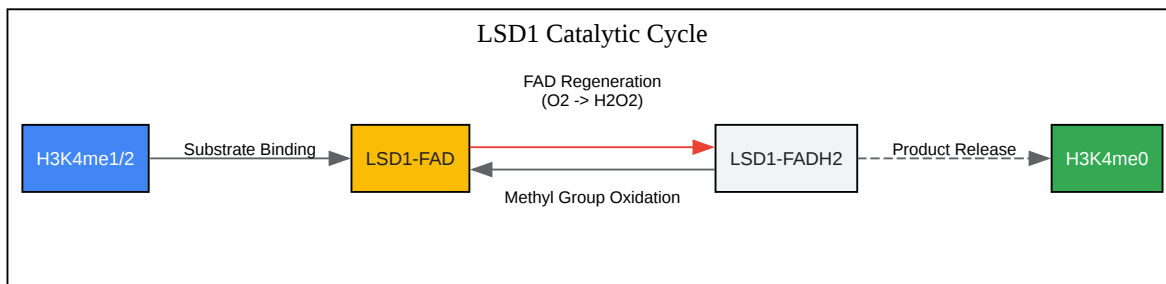 LSD1 Catalytic Cycle
FAD Regeneration
(O2 -> H2O2)
H3K4me1/2
Substrate Binding
LSD1-FAD
LSD1-FADH2
Product Release
H3K4me0
Methyl Group Oxidation